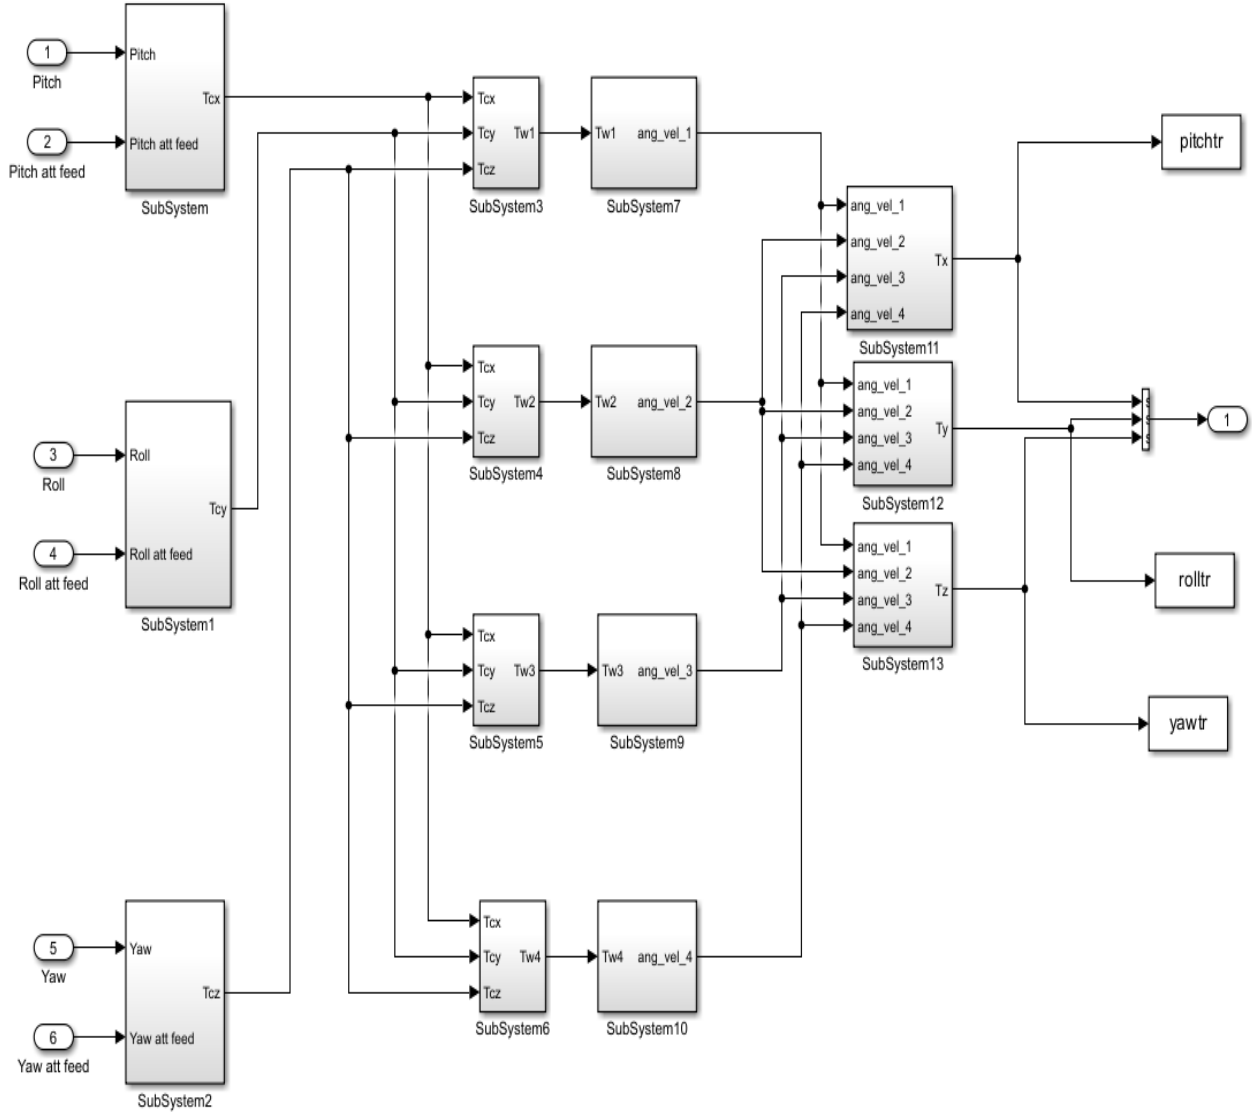 1
Pitch
2
Pitch att feed
Pitch
Pitch att feed
Tcx
SubSystem
3
Roll
4
Roll att feed
Roll
Roll att feed
Tcy
SubSystem1
5
Yaw
6
Yaw att feed
Yaw
Yaw att feed
Tcz
SubSystem2
Tcx
Tcy
Tcz
Tw1
SubSystem3
Tw1
ang_vel_1
SubSystem7
Tcx
Tcy
Tcz
Tw2
SubSystem4
Tw2
ang_vel_2
SubSystem8
Tcx
Tcy
Tcz
Tw3
SubSystem5
Tw3
ang_vel_3
SubSystem9
Tcx
Tcy
Tcz
Tw4
SubSystem6
Tw4
ang_vel_4
SubSystem10
ang_vel_1
ang_vel_2
ang_vel_3
ang_vel_4
Tx
SubSystem11
ang_vel_1
ang_vel_2
ang_vel_3
ang_vel_4
Ty
SubSystem12
ang_vel_1
ang_vel_2
ang_vel_3
ang_vel_4
Tz
SubSystem13
pitchtr
1
rolltr
yawtr